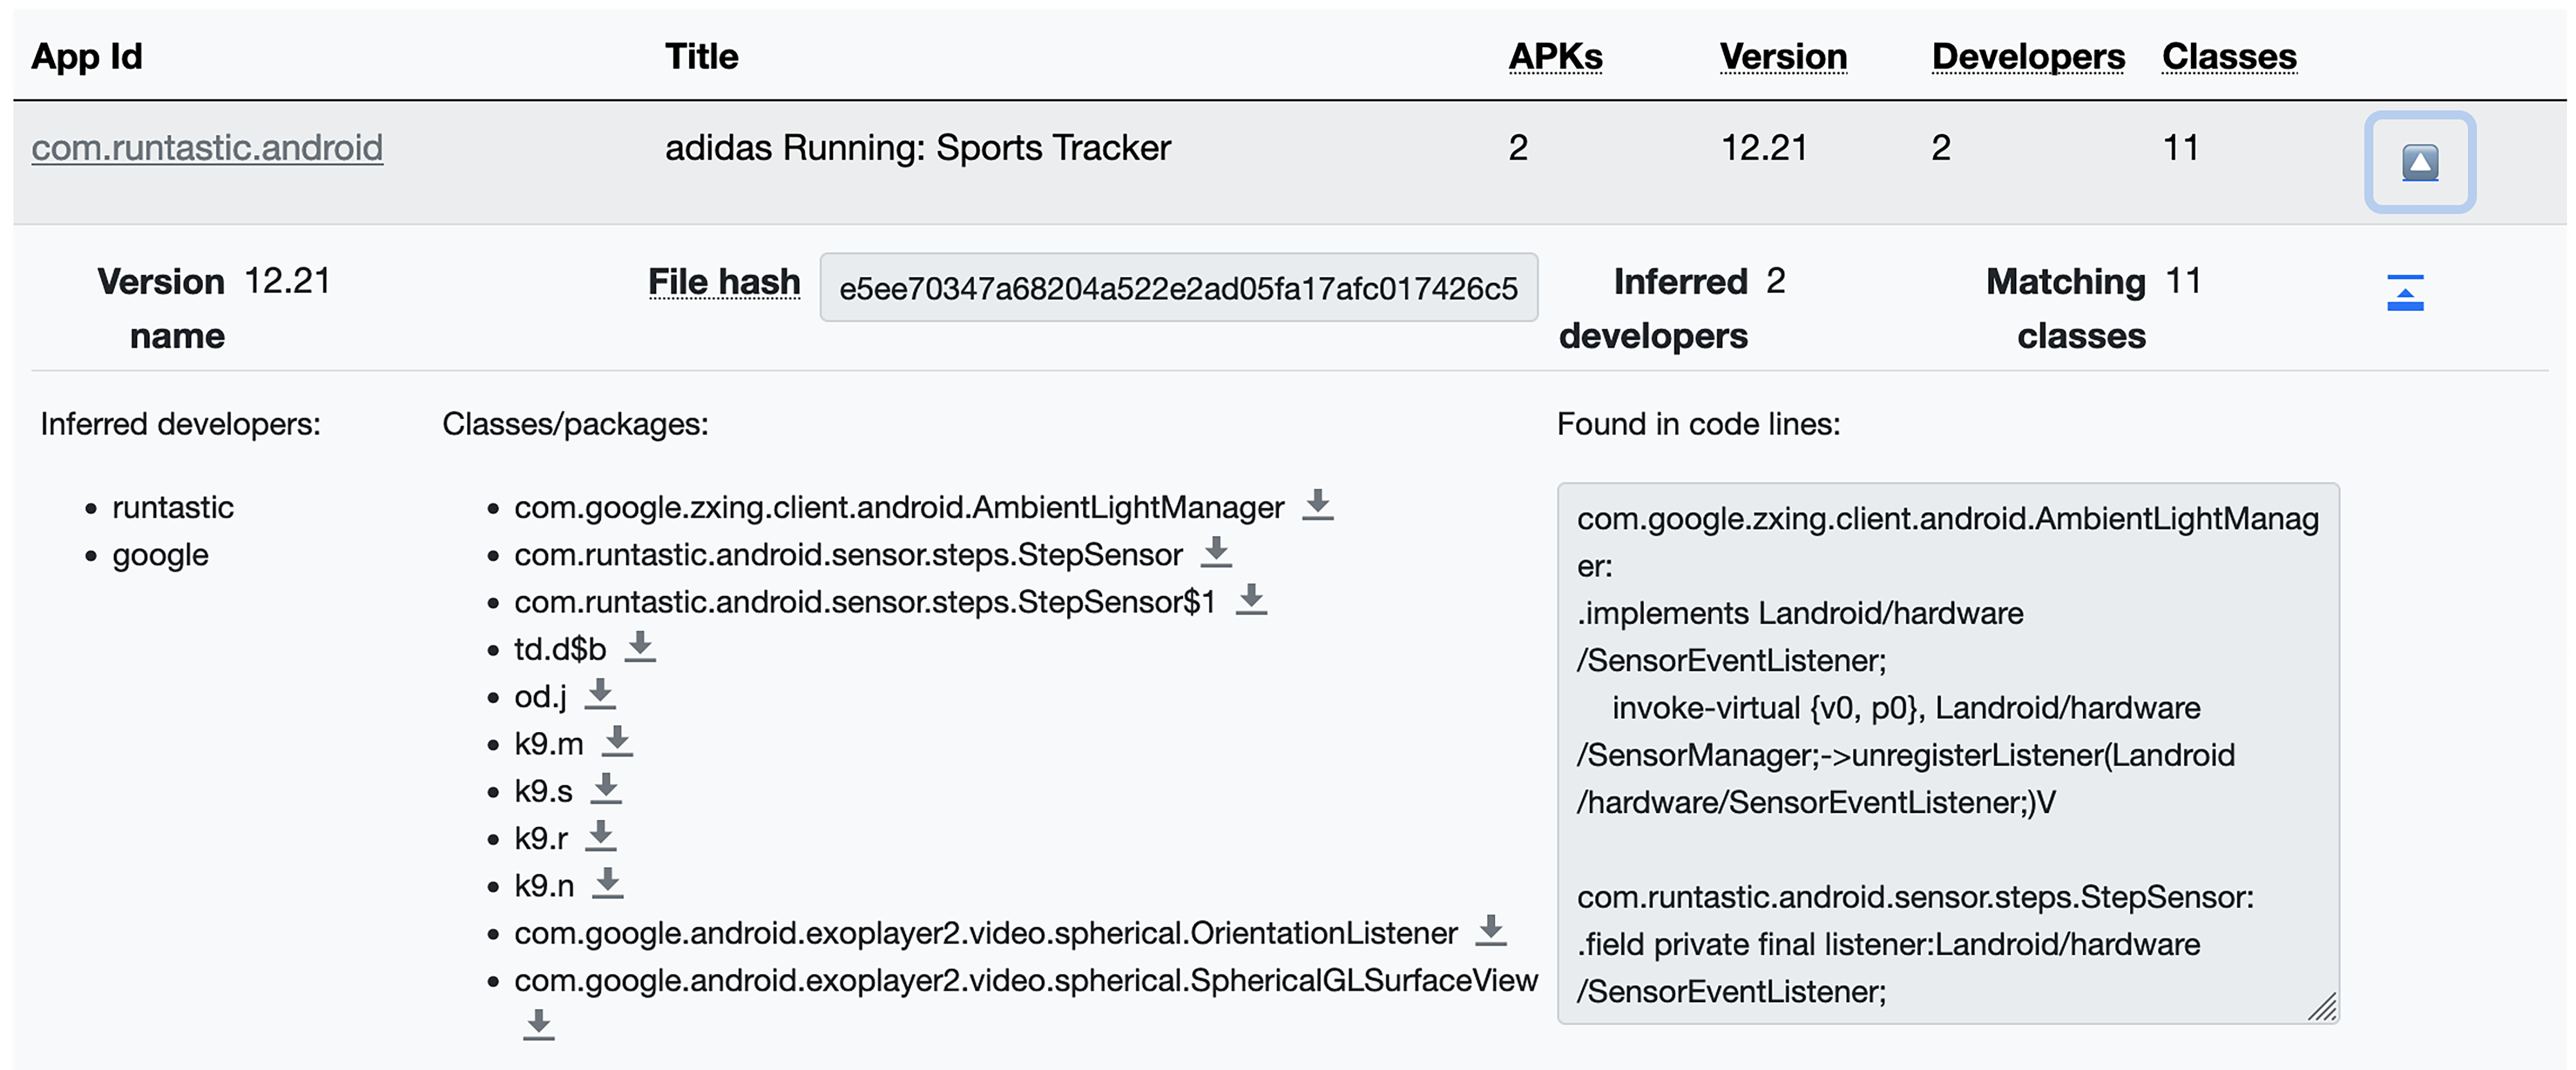 App Id Title APKs Version Developers Classes
com.runtastic.android adidas Running: Sports Tracker 2 12.21 2 11
Version name 12.21 File hash e5ee70347a68204a522e2ad05fa17afc017426c5 Inferred developers 2 Matching classes 11
Inferred developers:
• runtastic
• google
Classes/packages:
• com.google.zxing.client.android.AmbientLightManager
• com.runtastic.android.sensor.steps.StepSensor
• com.runtastic.android.sensor.steps.StepSensor$1
• td.d$b
• od.j
• k9.m
• k9.s
• k9.r
• k9.n
• com.google.android.exoplayer2.video.spherical.OrientationListener
• com.google.android.exoplayer2.video.spherical.SphericalGLSurfaceView
Found in code lines:
com.google.zxing.client.android.AmbientLightManag
er:
.implements Landroid/hardware
/SensorEventListener;
invoke-virtual {v0, p0}, Landroid/hardware
/SensorManager;->unregisterListener(Landroid
/hardware/SensorEventListener;)V
com.runtastic.android.sensor.steps.StepSensor:
.field private final listener:Landroid/hardware
/SensorEventListener;